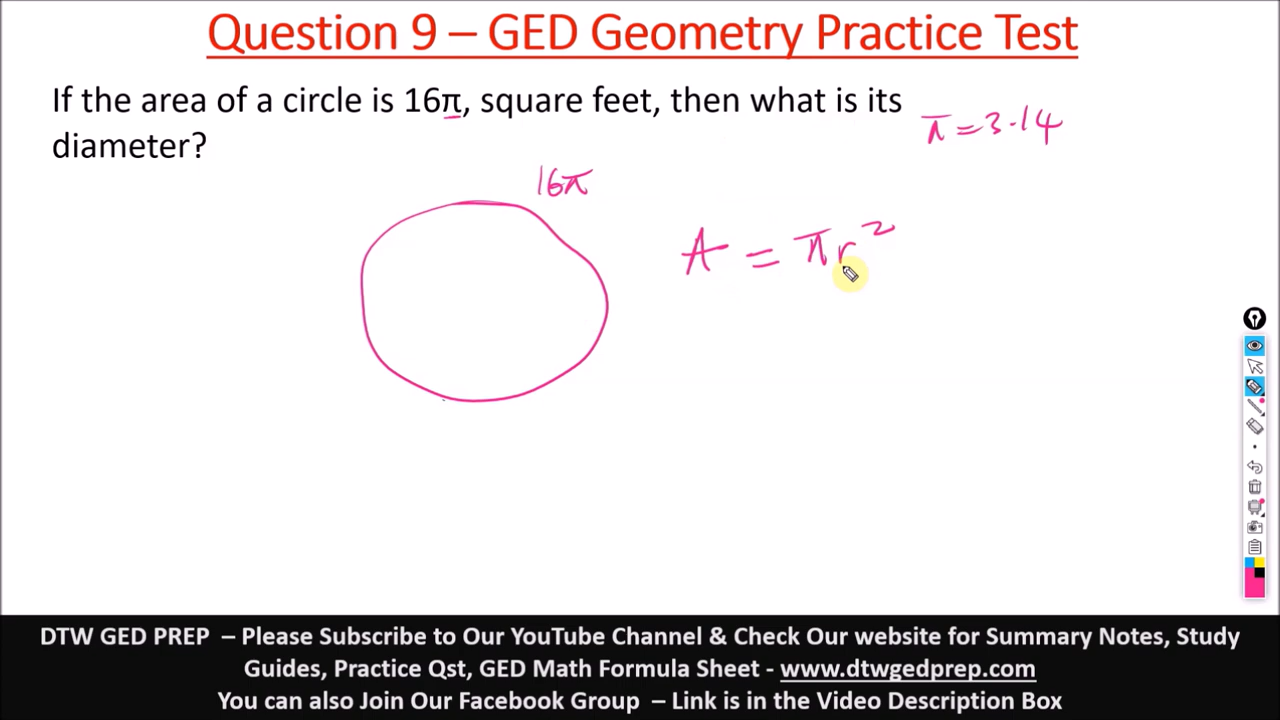 Question 9 – GED Geometry Practice Test
If the area of a circle is 16π, square feet, then what is its
diameter?
π = 3.14
16π
A = πr²
DTW GED PREP – Please Subscribe to Our YouTube Channel & Check Our website for Summary Notes, Study
Guides, Practice Qst, GED Math Formula Sheet - www.dtwgedprep.com
You can also Join Our Facebook Group – Link is in the Video Description Box